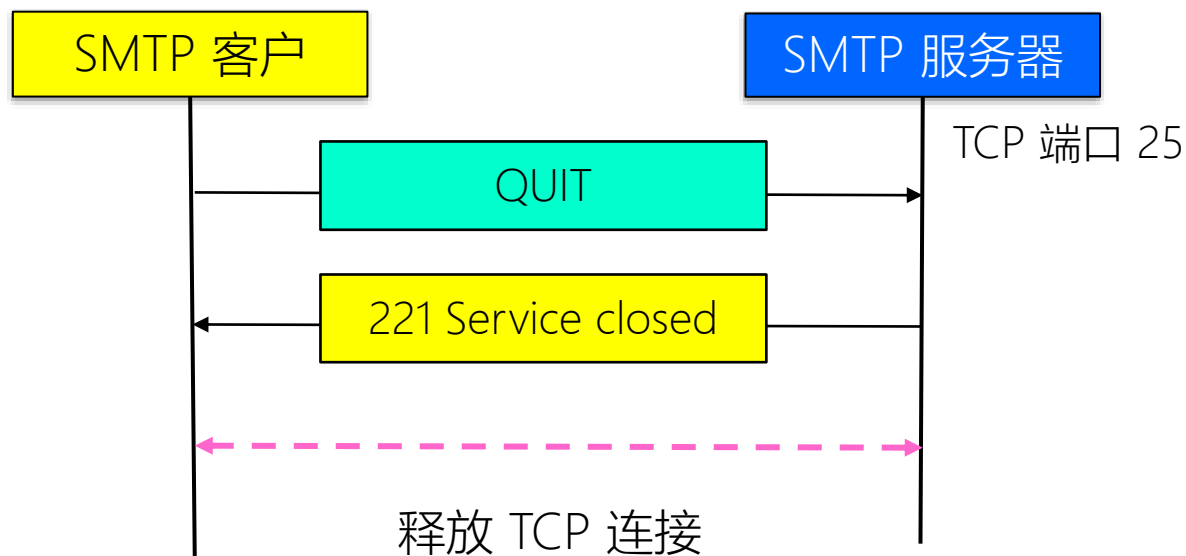 SMTP 客户
SMTP 服务器
TCP 端口 25
QUIT
221 Service closed
释放 TCP 连接